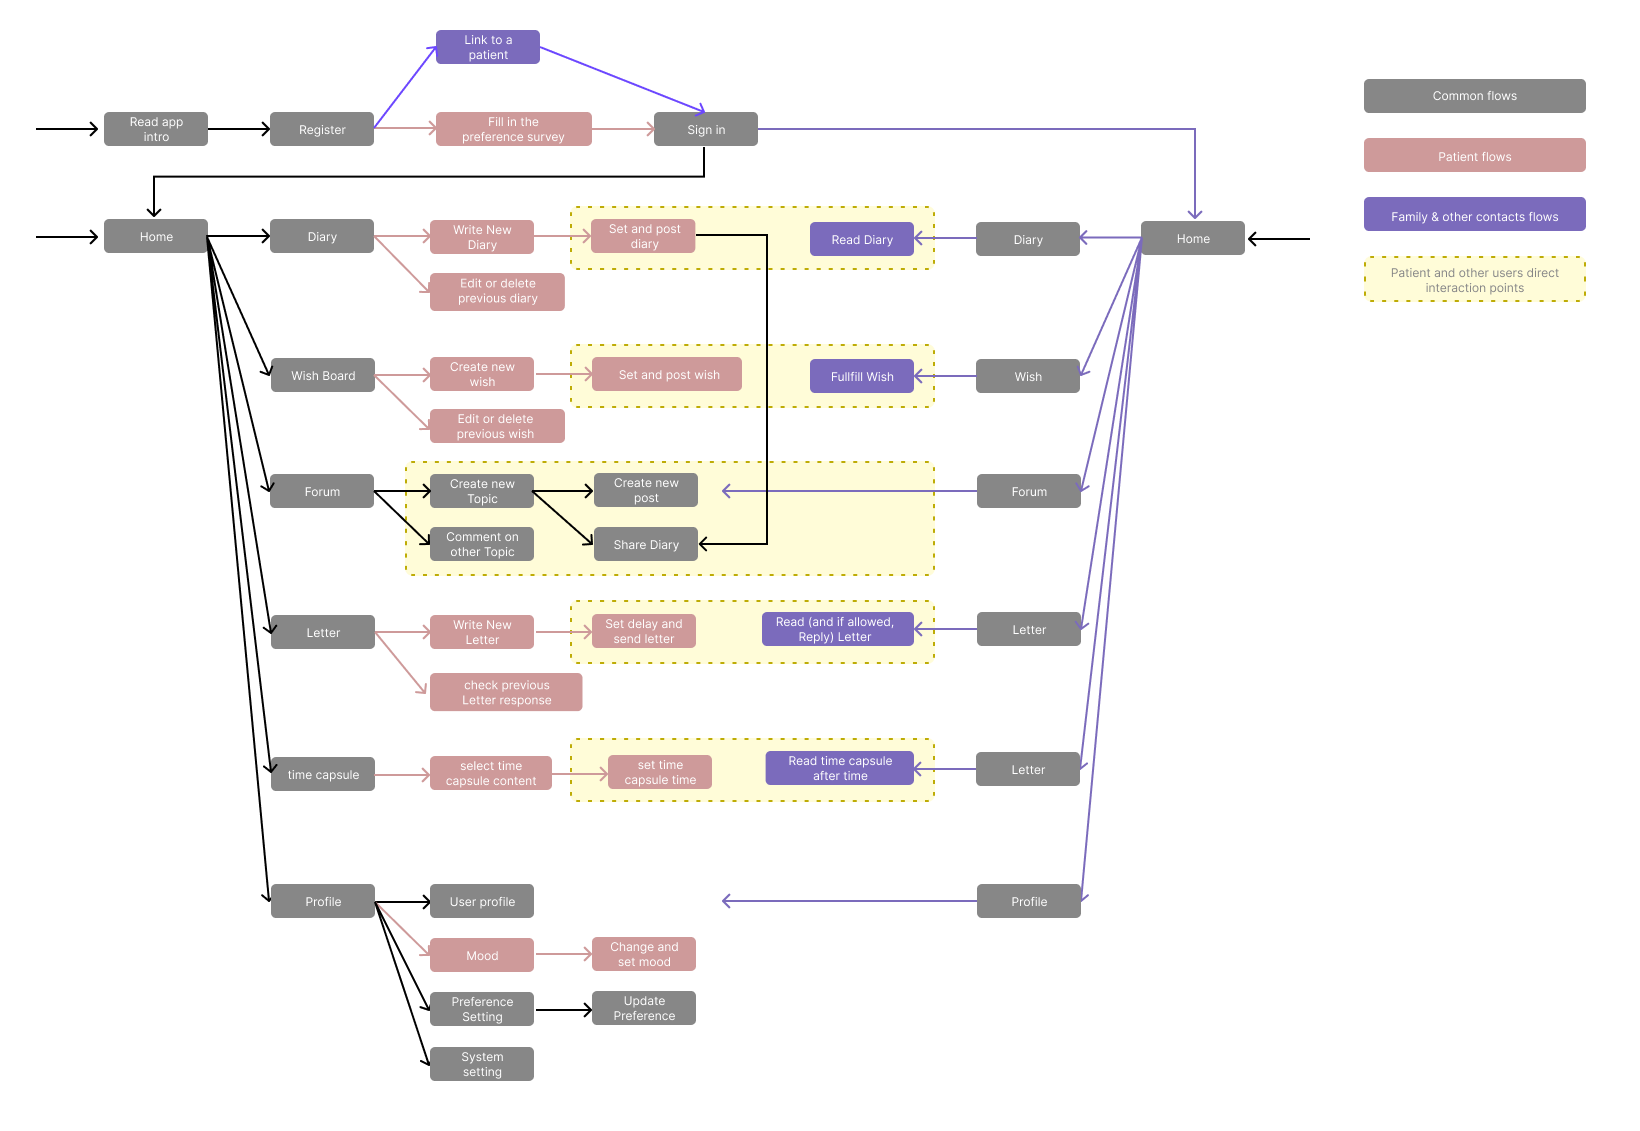 Link to a
patient
Read app
intro
Register
Fill in the
preference survey
Sign in
Common flows
Patient flows
Family & other contacts flows
Patient and other users direct
interaction points
Home
Diary
Write New
Diary
Set and post
diary
Read Diary
Diary
Home
Edit or delete
previous diary
Wish Board
Create new
wish
Set and post wish
Fullfill Wish
Wish
Edit or delete
previous wish
Forum
Create new
Topic
Create new
post
Forum
Comment on
other Topic
Share Diary
Letter
Write New
Letter
Set delay and
send letter
Read (and if allowed,
Reply) Letter
Letter
check previous
Letter response
time capsule
select time
capsule content
set time
capsule time
Read time capsule
after time
Letter
Profile
User profile
Profile
Mood
Change and
set mood
Preference
Setting
Update
Preference
System
setting